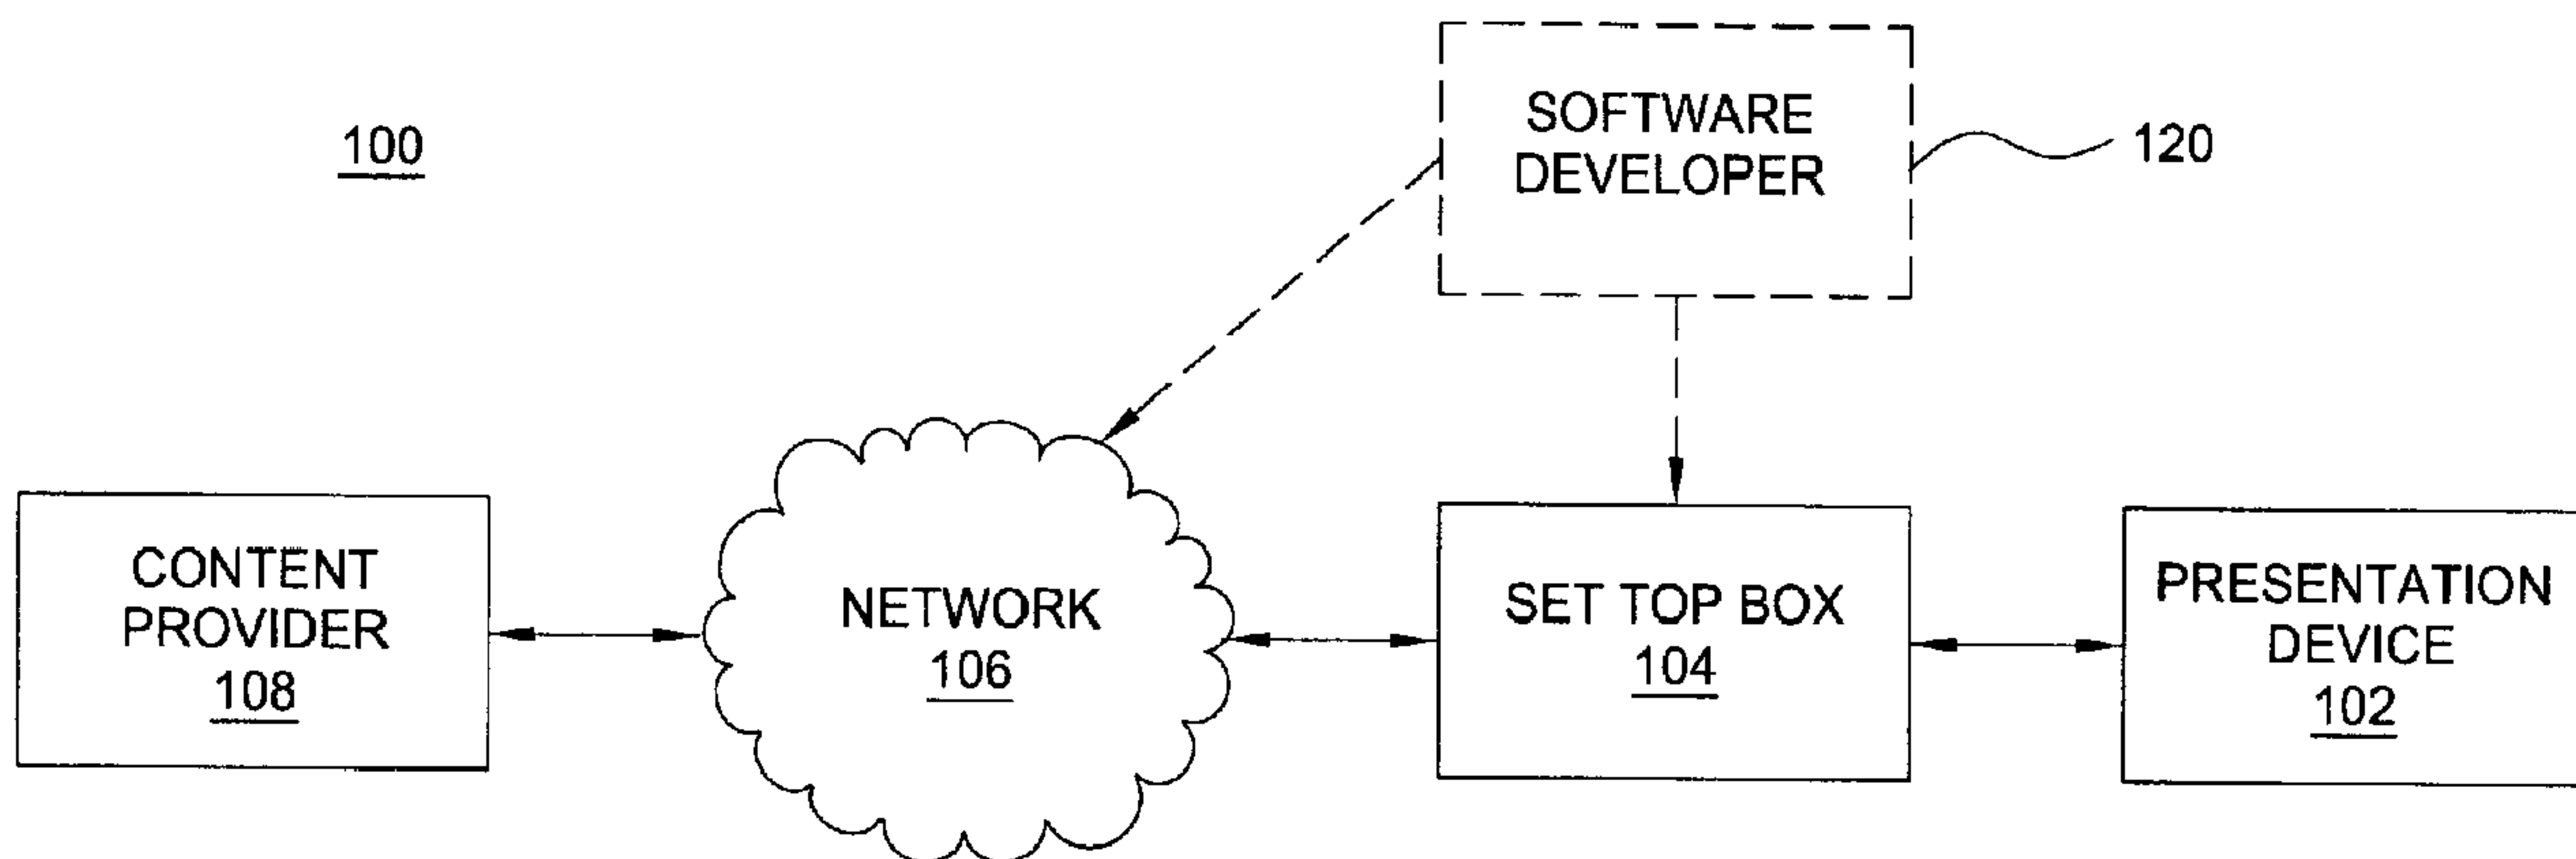 100
SOFTWARE
DEVELOPER
120
CONTENT
PROVIDER
108
NETWORK
106
SET TOP BOX
104
PRESENTATION
DEVICE
102